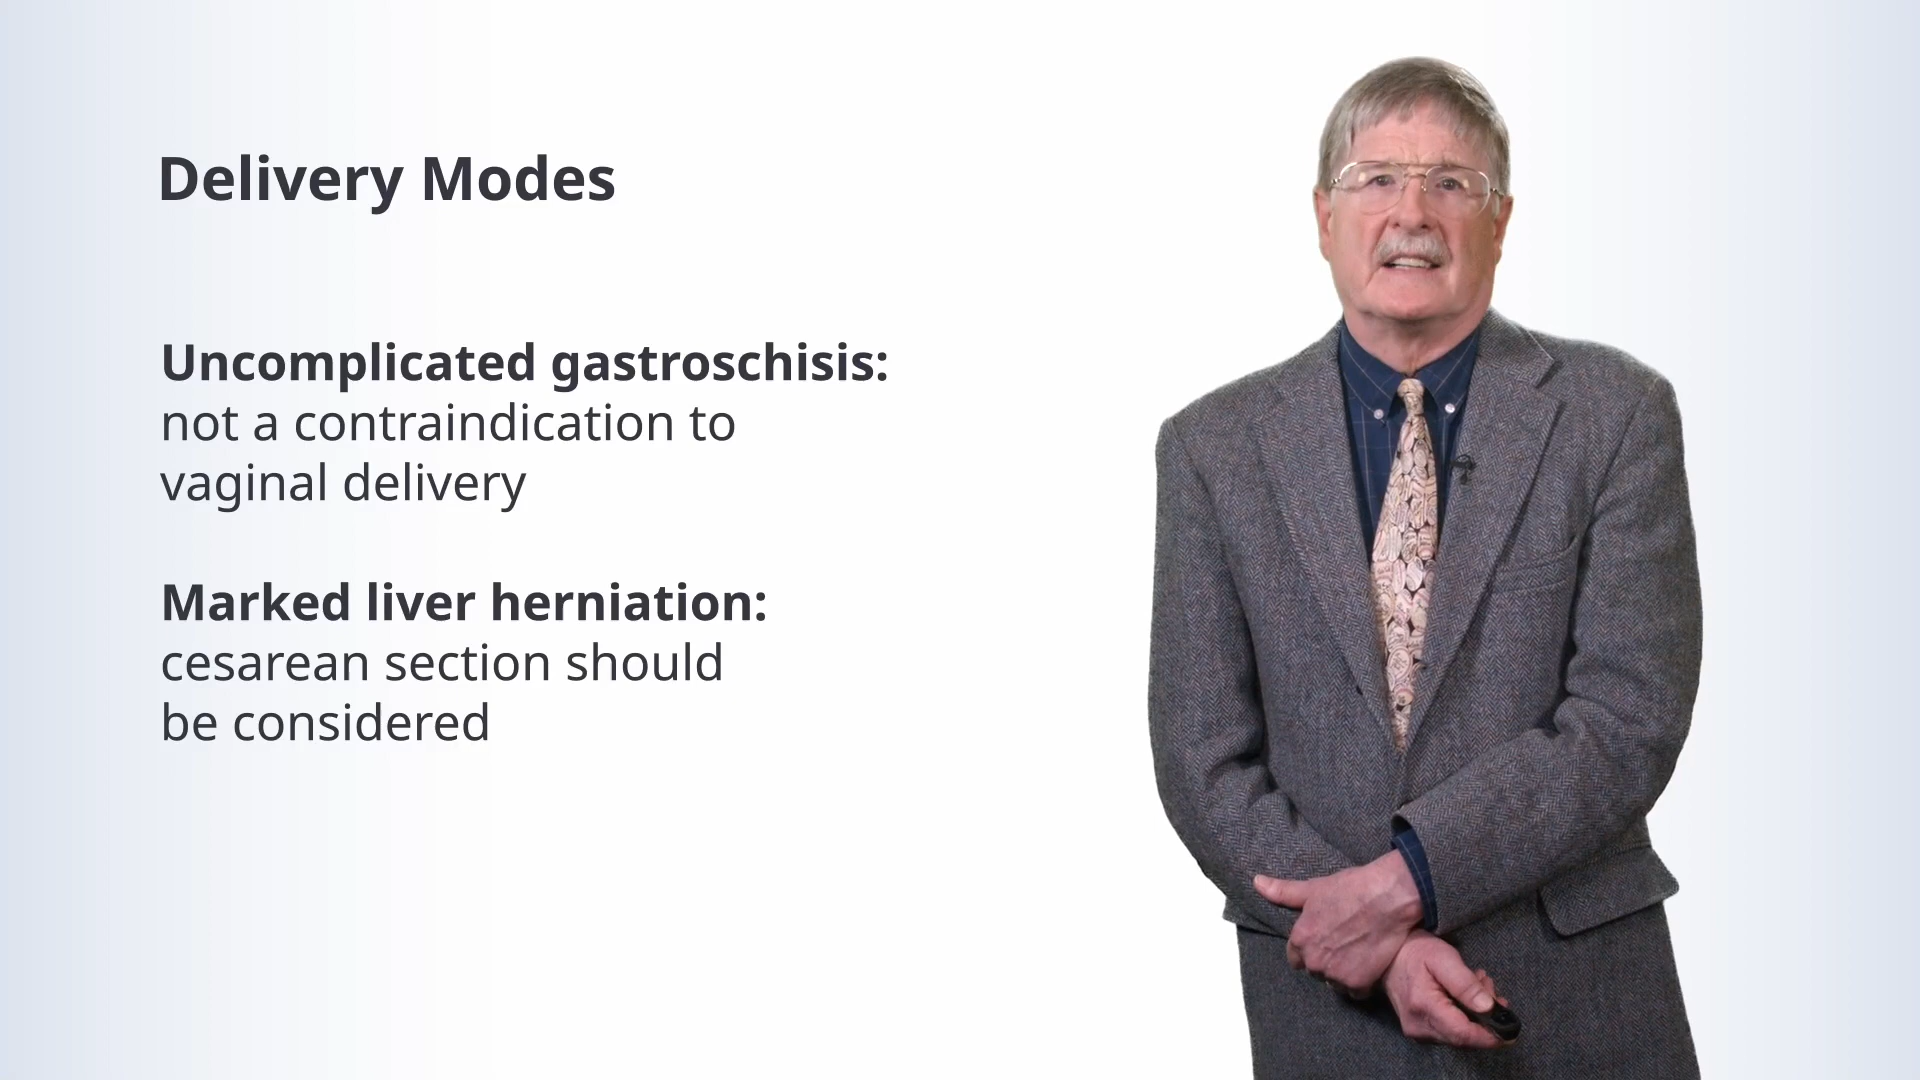 Delivery Modes
Uncomplicated gastroschisis:
not a contraindication to
vaginal delivery
Marked liver herniation:
cesarean section should
be considered